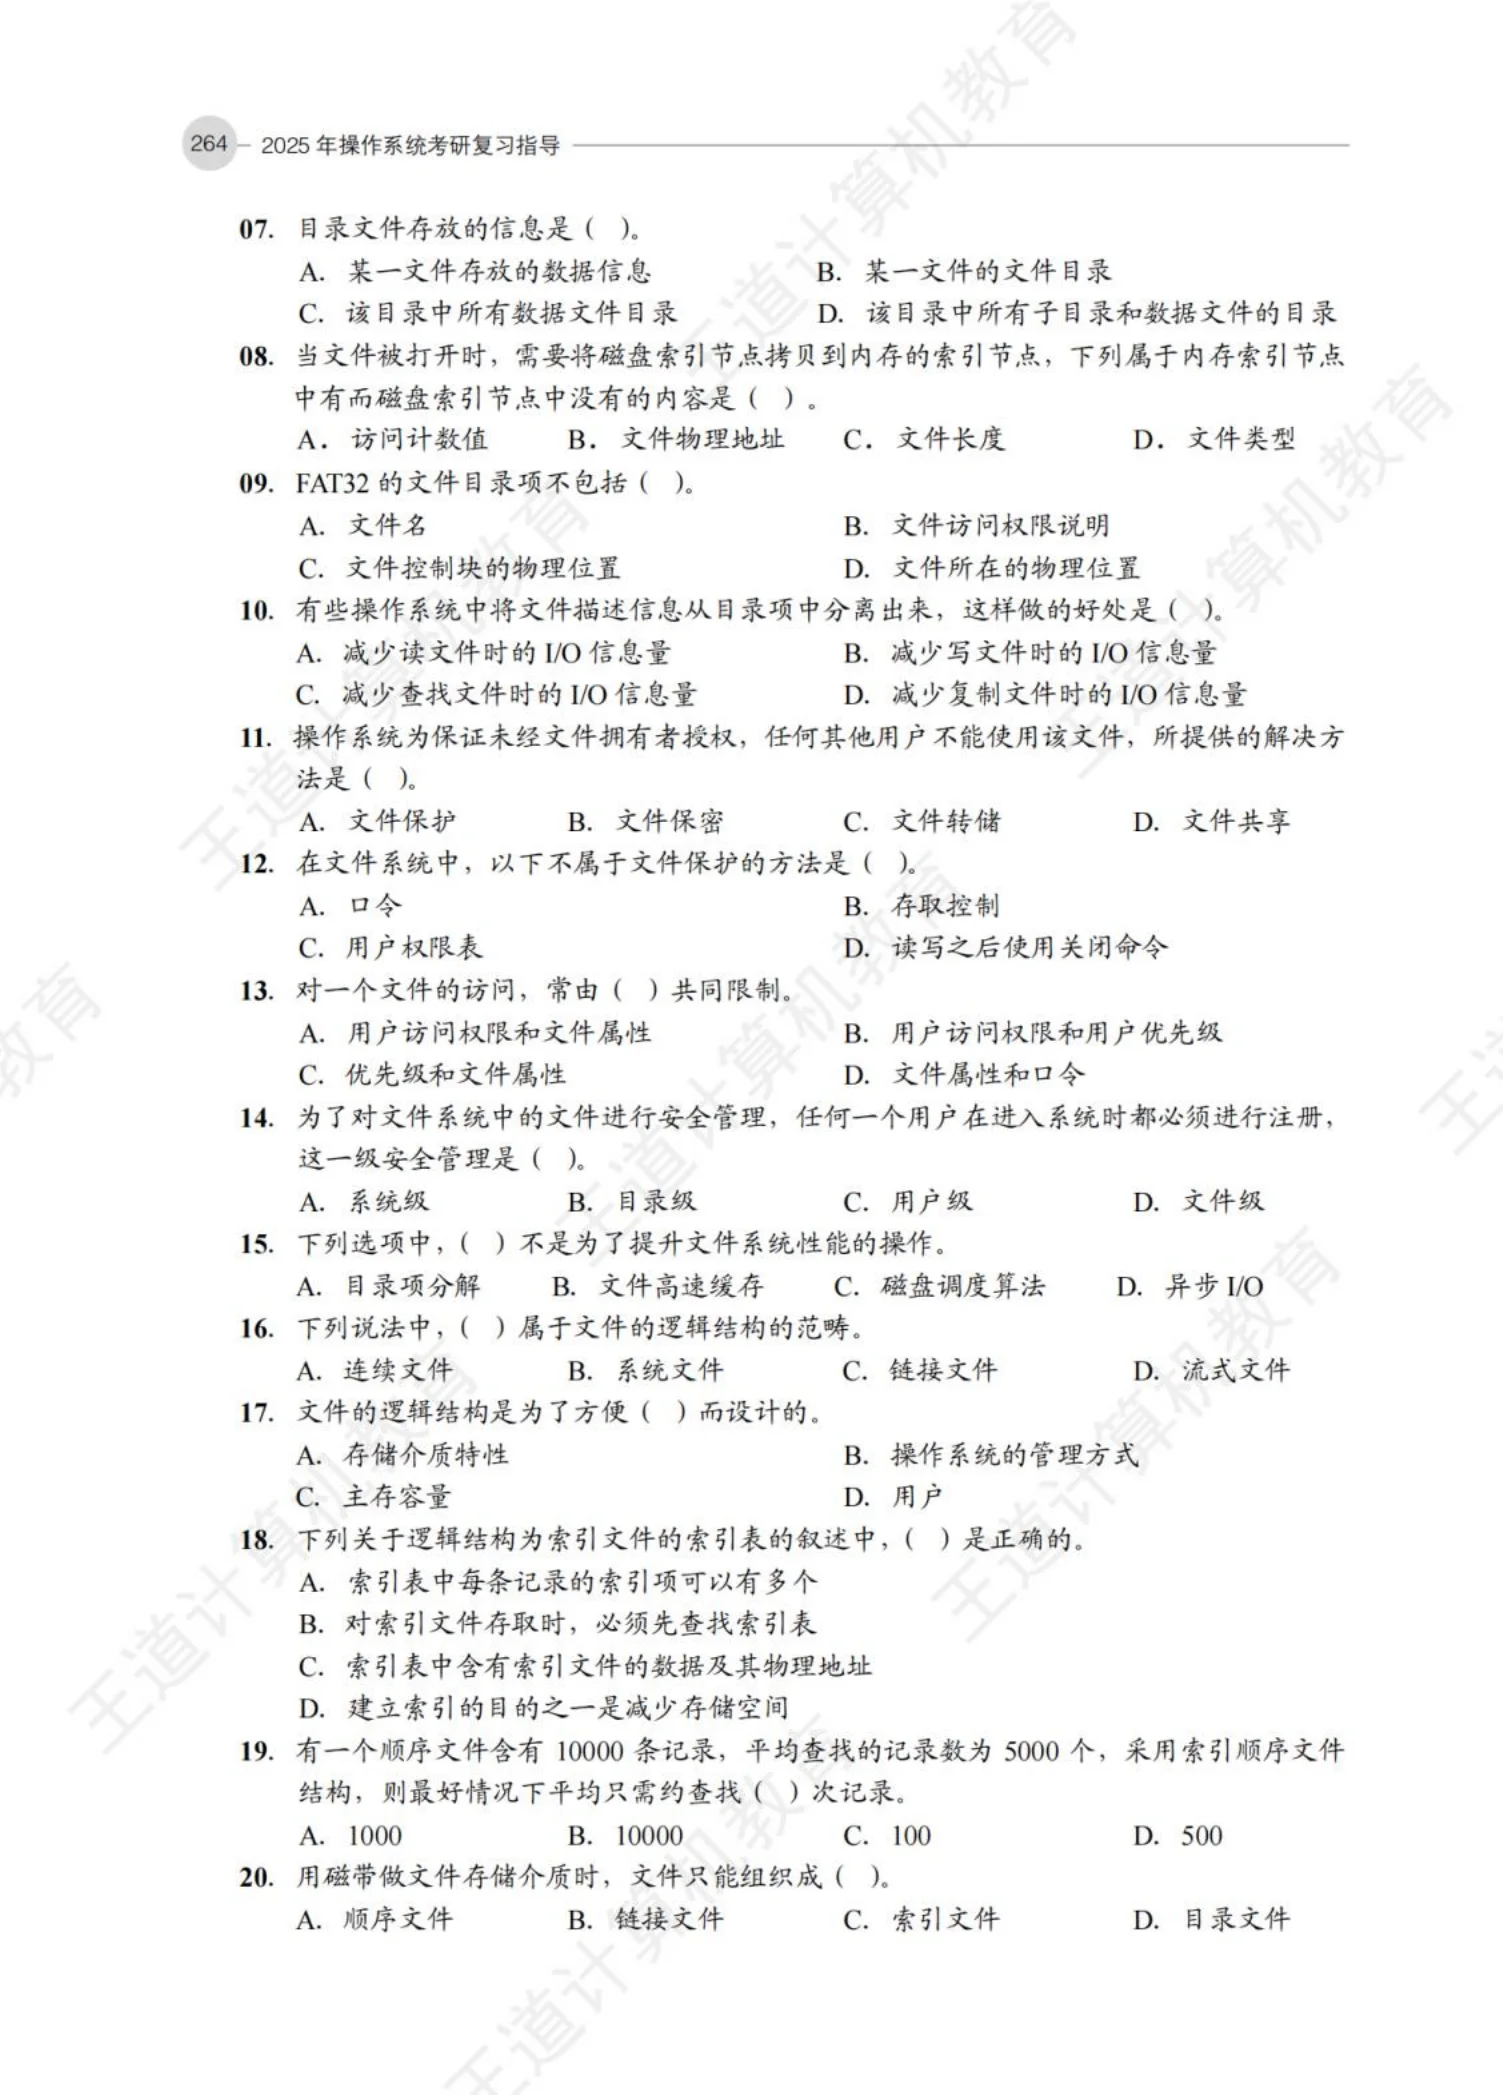 264 2025 年操作系统考研复习指导
07. 目录文件存放的信息是（ ）。
A. 某一文件存放的数据信息 B. 某一文件的文件目录
C. 该目录中所有数据文件目录 D. 该目录中所有子目录和数据文件的目录
08. 当文件被打开时，需要将磁盘索引节点拷贝到内存的索引节点，下列属于内存索引节点
中有而磁盘索引节点中没有的内容是（ ）。
A. 访问计数值 B. 文件物理地址 C. 文件长度 D. 文件类型
09. FAT32 的文件目录项不包括（ ）。
A. 文件名 B. 文件访问权限说明
C. 文件控制块的物理位置 D. 文件所在的物理位置
10. 有些操作系统中将文件描述信息从目录项中分离出来，这样做的好处是（ ）。
A. 减少读文件时的 I/O 信息量 B. 减少写文件时的 I/O 信息量
C. 减少查找文件时的 I/O 信息量 D. 减少复制文件时的 I/O 信息量
11. 操作系统为保证未经文件拥有者授权，任何其他用户不能使用该文件，所提供的解决方
法是（ ）。
A. 文件保护 B. 文件保密 C. 文件转储 D. 文件共享
12. 在文件系统中，以下不属于文件保护的方法是（ ）。
A. 口令 B. 存取控制
C. 用户权限表 D. 读写之后使用关闭命令
13. 对一个文件的访问，常由（ ）共同限制。
A. 用户访问权限和文件属性 B. 用户访问权限和用户优先级
C. 优先级和文件属性 D. 文件属性和口令
14. 为了对文件系统中的文件进行安全管理，任何一个用户在进入系统时都必须进行注册，
这一级安全管理是（ ）。
A. 系统级 B. 目录级 C. 用户级 D. 文件级
15. 下列选项中，（ ）不是为了提升文件系统性能的操作。
A. 目录项分解 B. 文件高速缓存 C. 磁盘调度算法 D. 异步 I/O
16. 下列说法中，（ ）属于文件的逻辑结构的范畴。
A. 连续文件 B. 系统文件 C. 链接文件 D. 流式文件
17. 文件的逻辑结构是为了方便（ ）而设计的。
A. 存储介质特性 B. 操作系统的管理方式
C. 主存容量 D. 用户
18. 下列关于逻辑结构为索引文件的索引表的叙述中，（ ）是正确的。
A. 索引表中每条记录的索引项可以有多个
B. 对索引文件存取时，必须先查找索引表
C. 索引表中含有索引文件的数据及其物理地址
D. 建立索引的目的之一是减少存储空间
19. 有一个顺序文件含有 10000 条记录，平均查找的记录数为 5000 个，采用索引顺序文件
结构，则最好情况下平均只需约查找（ ）次记录。
A. 1000 B. 10000 C. 100 D. 500
20. 用磁带做文件存储介质时，文件只能组织成（ ）。
A. 顺序文件 B. 链接文件 C. 索引文件 D. 目录文件